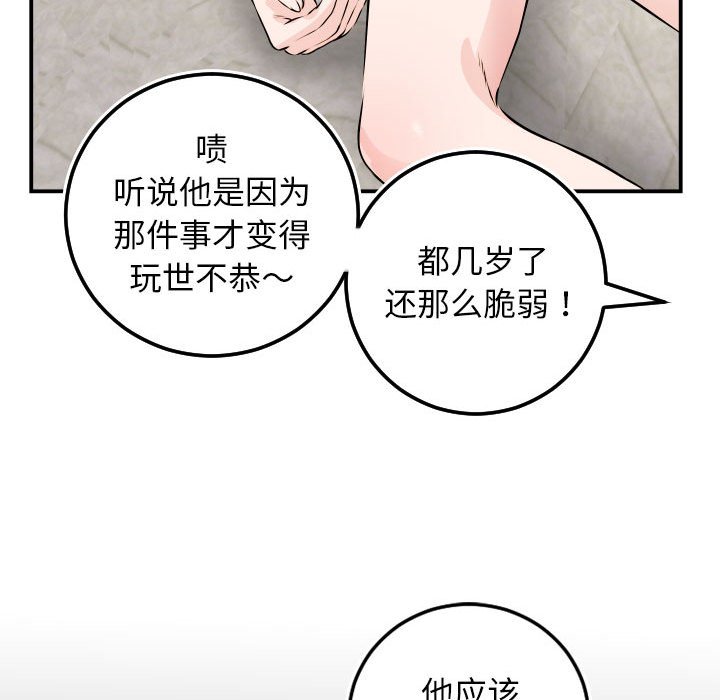 啧
听说他是因为
那件事才变得
玩世不恭～
都几岁了
还那么脆弱！
他应该